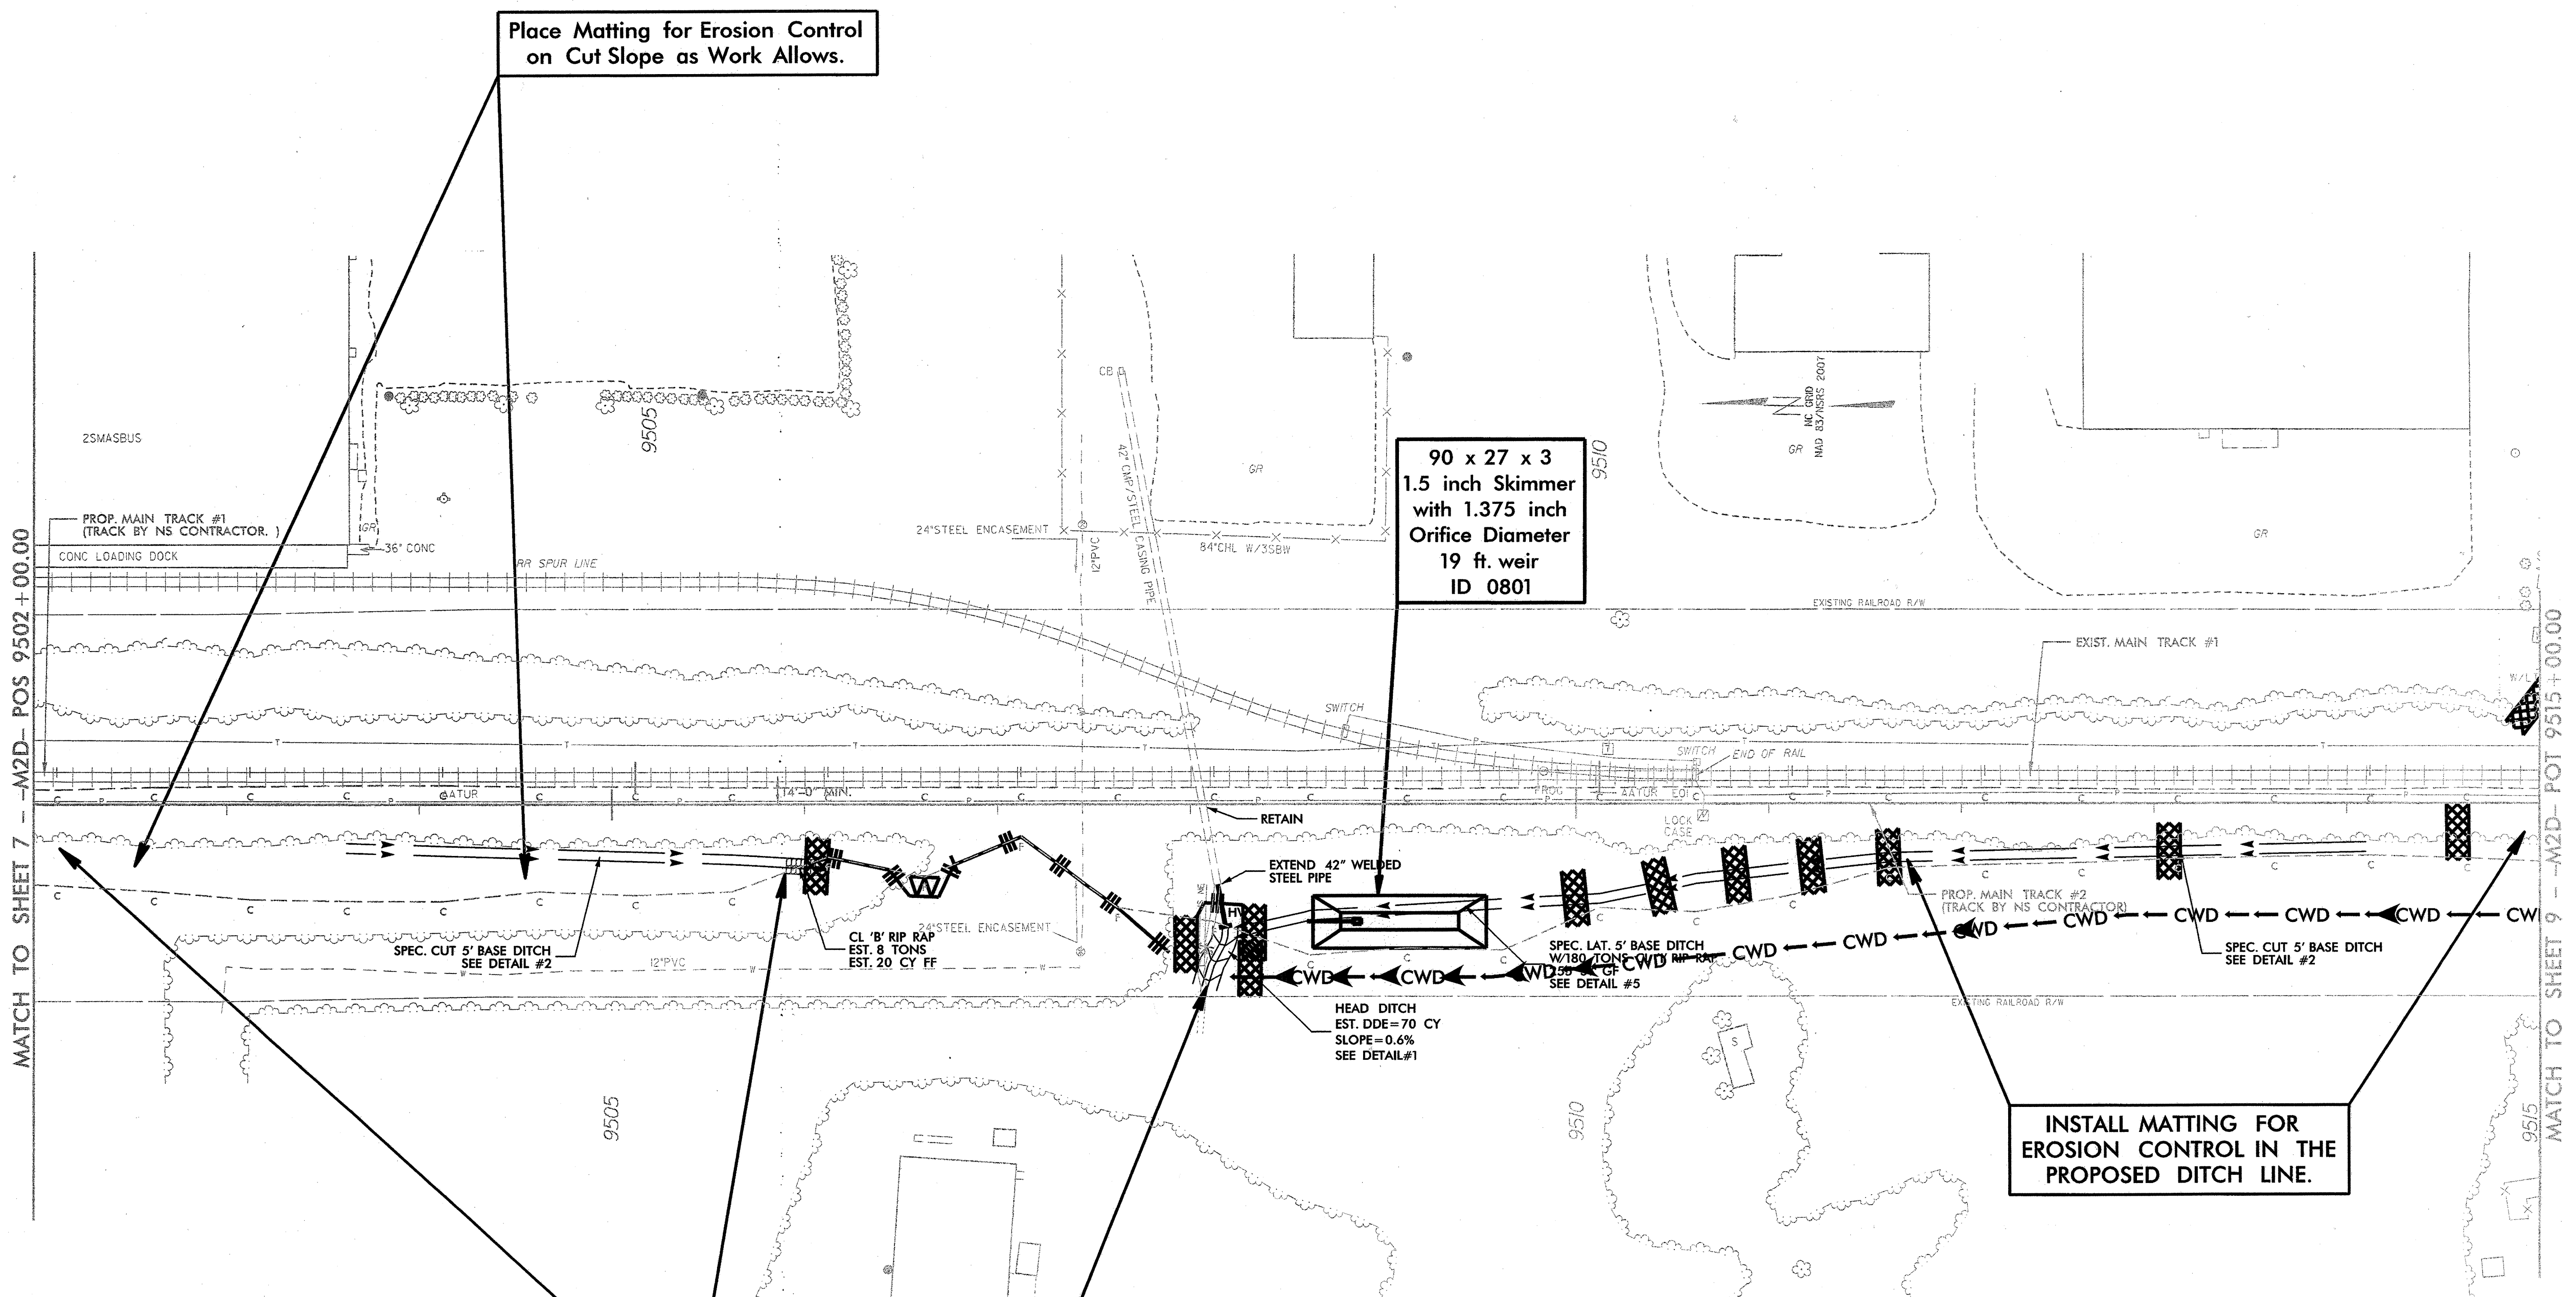 Place Matting for Erosion Control
on Cut Slope as Work Allows.
CB
9505
2SMASBUS
NC GRID
NAD 83/NSRS 2007
GR
GR
90 x 27 x 3
1.5 inch Skimmer
with 1.375 inch
Orifice Diameter
19 ft. weir
ID 0801
9510
42" CMP/STEEL CASING PIPE
PROP. MAIN TRACK #1
(TRACK BY NS CONTRACTOR. )
GR
GR
24"STEEL ENCASEMENT
12"PVC
84"CHL W/3SBW
36" CONC
CONC LOADING DOCK
RR SPUR LINE
EXISTING RAILROAD R/W
EXIST. MAIN TRACK #1
W/L
MATCH TO SHEET 7 - -M2D- POS 9502+00.00
MATCH TO SHEET 9 - -M2D- POT 9515+00.00
SWITCH
T T T T T T
SWITCH
END OF RAIL
14'-0" MIN.
RETAIN
LOCK
CASE
EXTEND 42" WELDED
STEEL PIPE
PROP. MAIN TRACK #2
(TRACK BY NS CONTRACTOR)
CWD CWD CWD CWD
CWD CWD CWD CWD
CWD CWD CWD
24"STEEL ENCASEMENT
CL 'B' RIP RAP
EST. 8 TONS
EST. 20 CY FF
SPEC. CUT 5' BASE DITCH
SEE DETAIL #2
12"PVC
W W W W
SPEC. LAT. 5' BASE DITCH
SEE DETAIL #5
SPEC. CUT 5' BASE DITCH
SEE DETAIL #2
EXISTING RAILROAD R/W
HEAD DITCH
EST. DDE=70 CY
SLOPE=0.6%
SEE DETAIL#1
S
9505
9510
9515
INSTALL MATTING FOR
EROSION CONTROL IN THE
PROPOSED DITCH LINE.